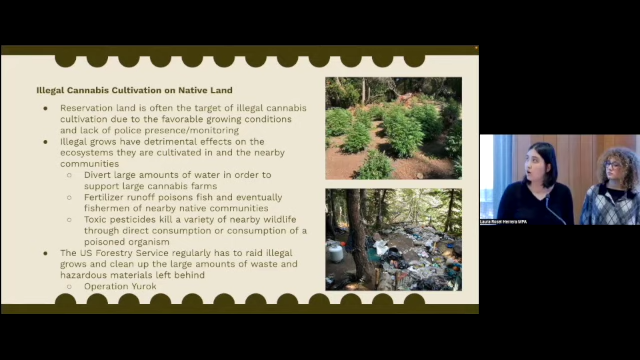 Illegal Cannabis Cultivation on Native Land
● Reservation land is often the target of illegal cannabis
cultivation due to the favorable growing conditions
and lack of police presence/monitoring
● Illegal grows have detrimental effects on the
ecosystems they are cultivated in and the nearby
communities
○ Divert large amounts of water in order to
support large cannabis farms
○ Fertilizer runoff poisons fish and eventually
fishermen of nearby native communities
○ Toxic pesticides kill a variety of nearby wildlife
through direct consumption or consumption of a
poisoned organism
● The US Forestry Service regularly has to raid illegal
grows and clean up the large amounts of waste and
hazardous materials left behind
○ Operation Yurok
Laura Herrera MPA